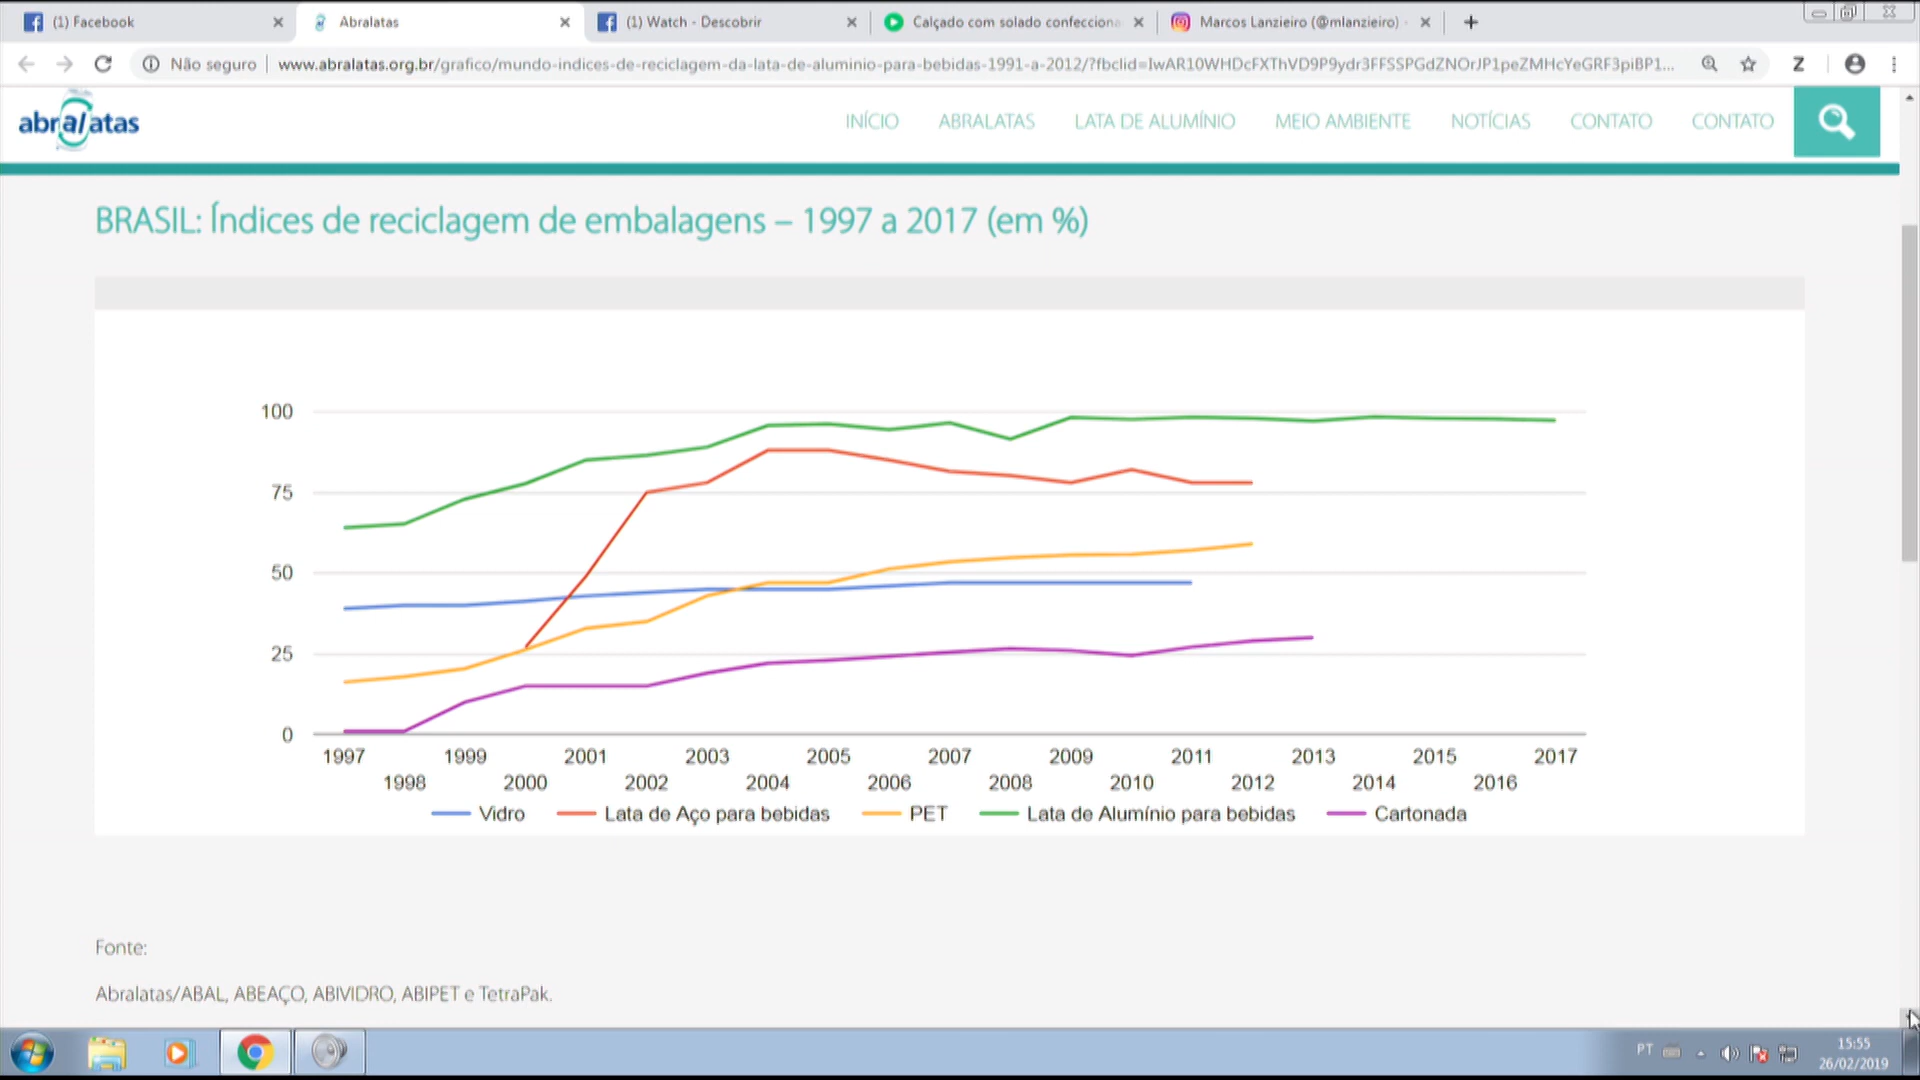 (1) Facebook
Abralatas
(1) Watch - Descobrir
Calçado com solado confecciona
Marcos Lanzieiro (@mlanzieiro)
Não seguro
www.abralatas.org.br/grafico/mundo-indices-de-reciclagem-da-lata-de-aluminio-para-bebidas-1991-a-2012/?fbclid=IwAR10WHDcFXThVD9P9ydr3FFSSPGdZNOrJP1peZMHcYeGRF3piBP1...
Z
abralatas
INÍCIO
ABRALATAS
LATA DE ALUMÍNIO
MEIO AMBIENTE
NOTÍCIAS
CONTATO
CONTATO
BRASIL: Índices de reciclagem de embalagens – 1997 a 2017 (em %)
100
75
50
25
0
1997
1998
1999
2000
2001
2002
2003
2004
2005
2006
2007
2008
2009
2010
2011
2012
2013
2014
2015
2016
2017
Vidro
Lata de Aço para bebidas
PET
Lata de Alumínio para bebidas
Cartonada
Fonte:
Abralatas/ABAL, ABEAÇO, ABIVIDRO, ABIPET e TetraPak.
PT
15:55
26/02/2019